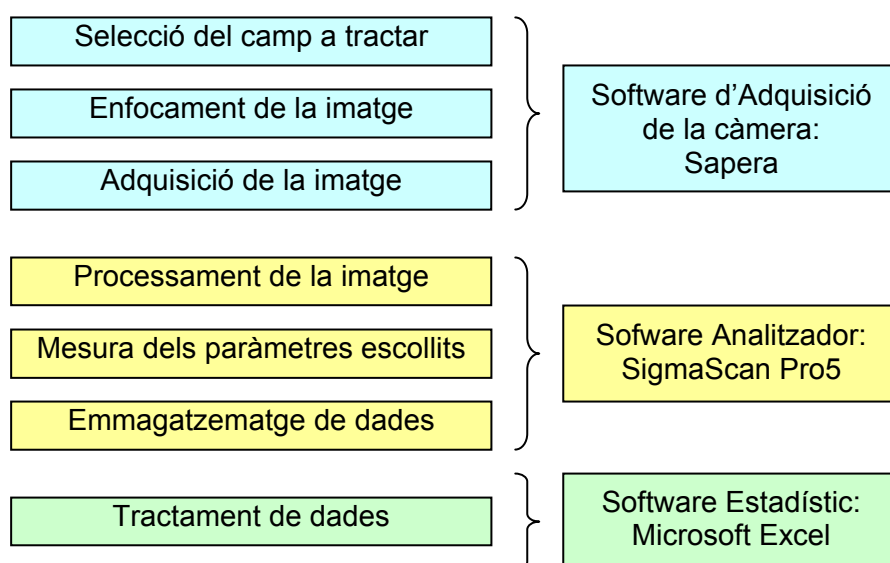 Selecció del camp a tractar
Enfocament de la imatge
Adquisició de la imatge
Software d’Adquisició
de la càmera:
Sapera
Processament de la imatge
Mesura dels paràmetres escollits
Emmagatzematge de dades
Sofware Analitzador:
SigmaScan Pro5
Tractament de dades
Software Estadístic:
Microsoft Excel